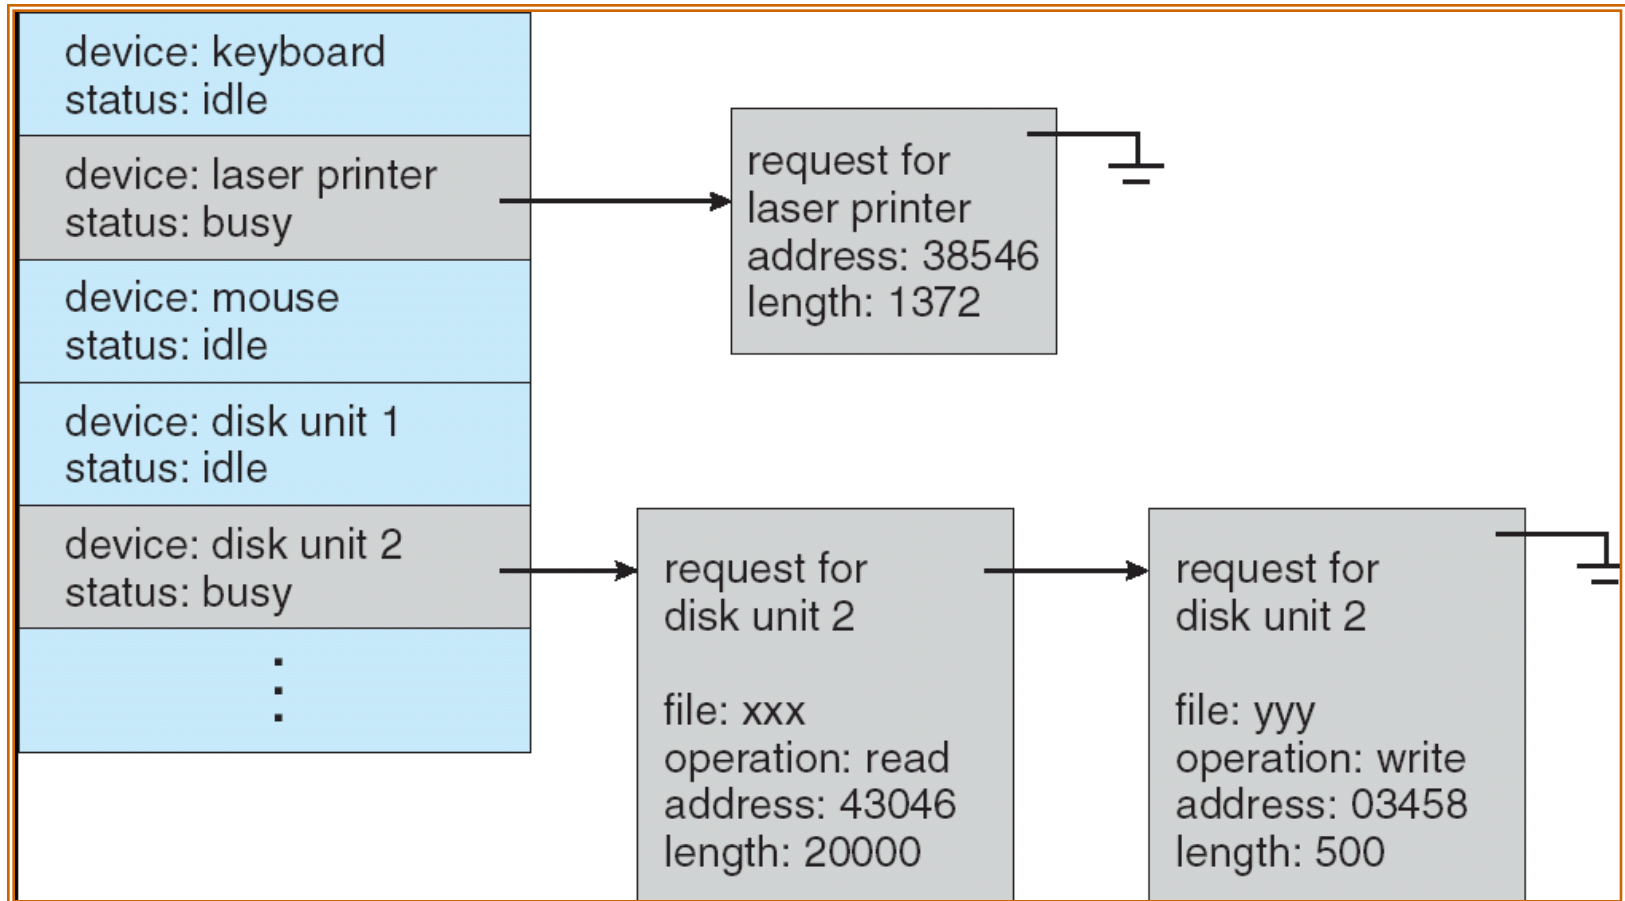 device: keyboard
status: idle
device: laser printer
status: busy
device: mouse
status: idle
device: disk unit 1
status: idle
device: disk unit 2
status: busy
request for
laser printer
address: 38546
length: 1372
request for
disk unit 2
file: xxx
operation: read
address: 43046
length: 20000
request for
disk unit 2
file: yyy
operation: write
address: 03458
length: 500